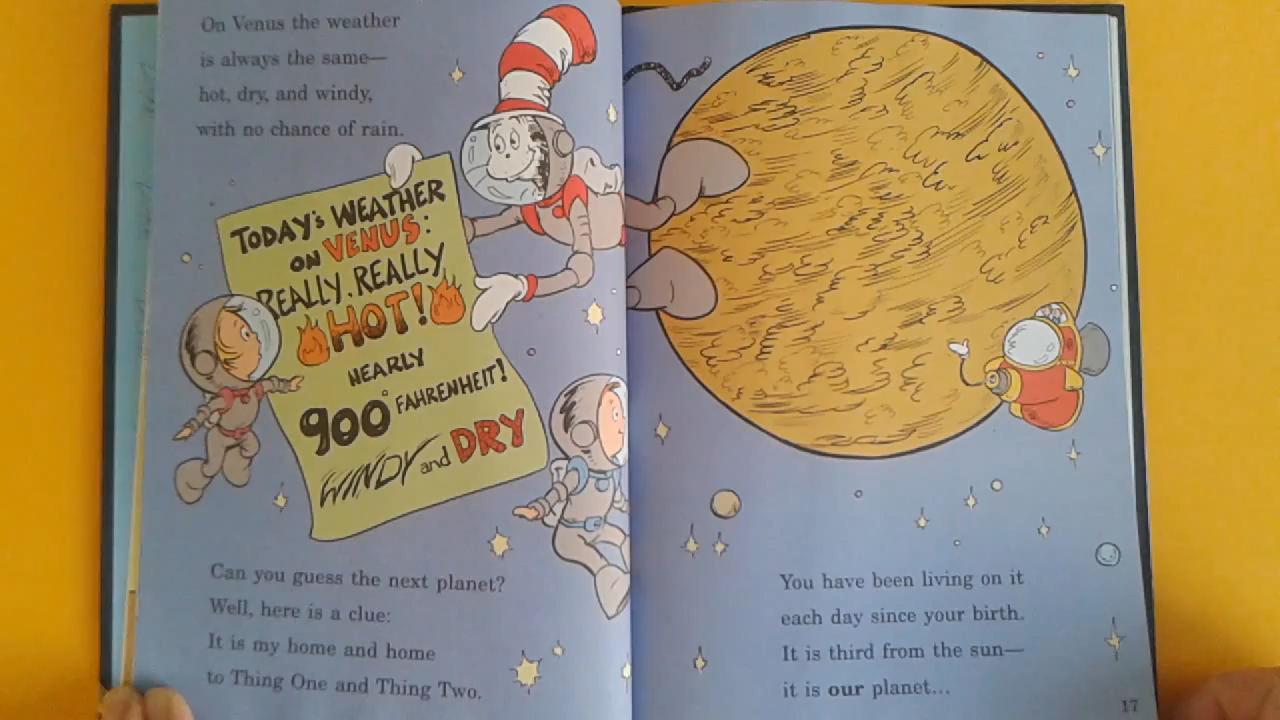 On Venus the weather
is always the same—
hot, dry, and windy,
with no chance of rain.
TODAY'S WEATHER
ON VENUS:
REALLY, REALLY
HOT!
NEARLY
900° FAHRENHEIT!
WINDY and DRY
Can you guess the next planet?
Well, here is a clue:
It is my home and home
to Thing One and Thing Two.
You have been living on it
each day since your birth.
It is third from the sun—
it is our planet...
17